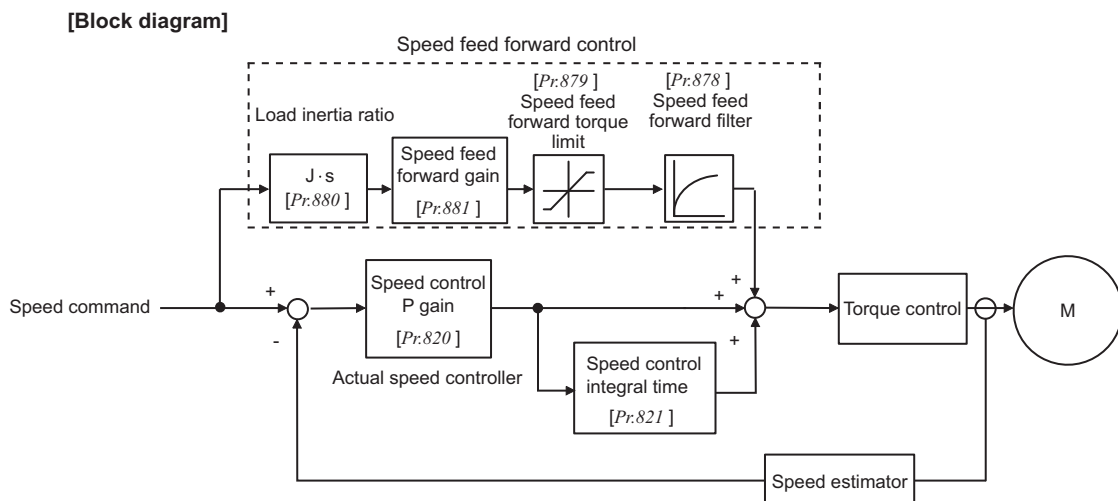 [Block diagram]
Speed feed forward control
[Pr.879 ]
Speed feed
forward torque
limit
[Pr.878 ]
Speed feed
forward filter
Load inertia ratio
J·s
[Pr.880 ]
Speed feed
forward gain
[Pr.881 ]
Speed command
+
-
Speed control
P gain
[Pr.820 ]
Actual speed controller
+
+
+
Speed control
integral time
[Pr.821 ]
Torque control
M
Speed estimator